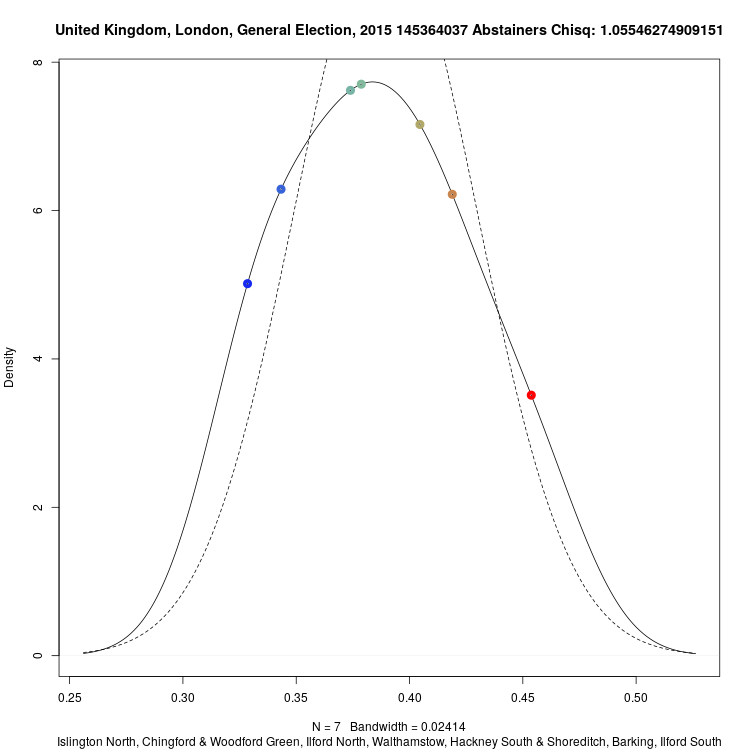 United Kingdom, London, General Election, 2015 145364037 Abstainers Chisq: 1.05546274909151
8
6
4
2
0
Density
0.25 0.30 0.35 0.40 0.45 0.50
N = 7 Bandwidth = 0.02414
Islington North, Chingford & Woodford Green, Ilford North, Walthamstow, Hackney South & Shoreditch, Barking, Ilford South